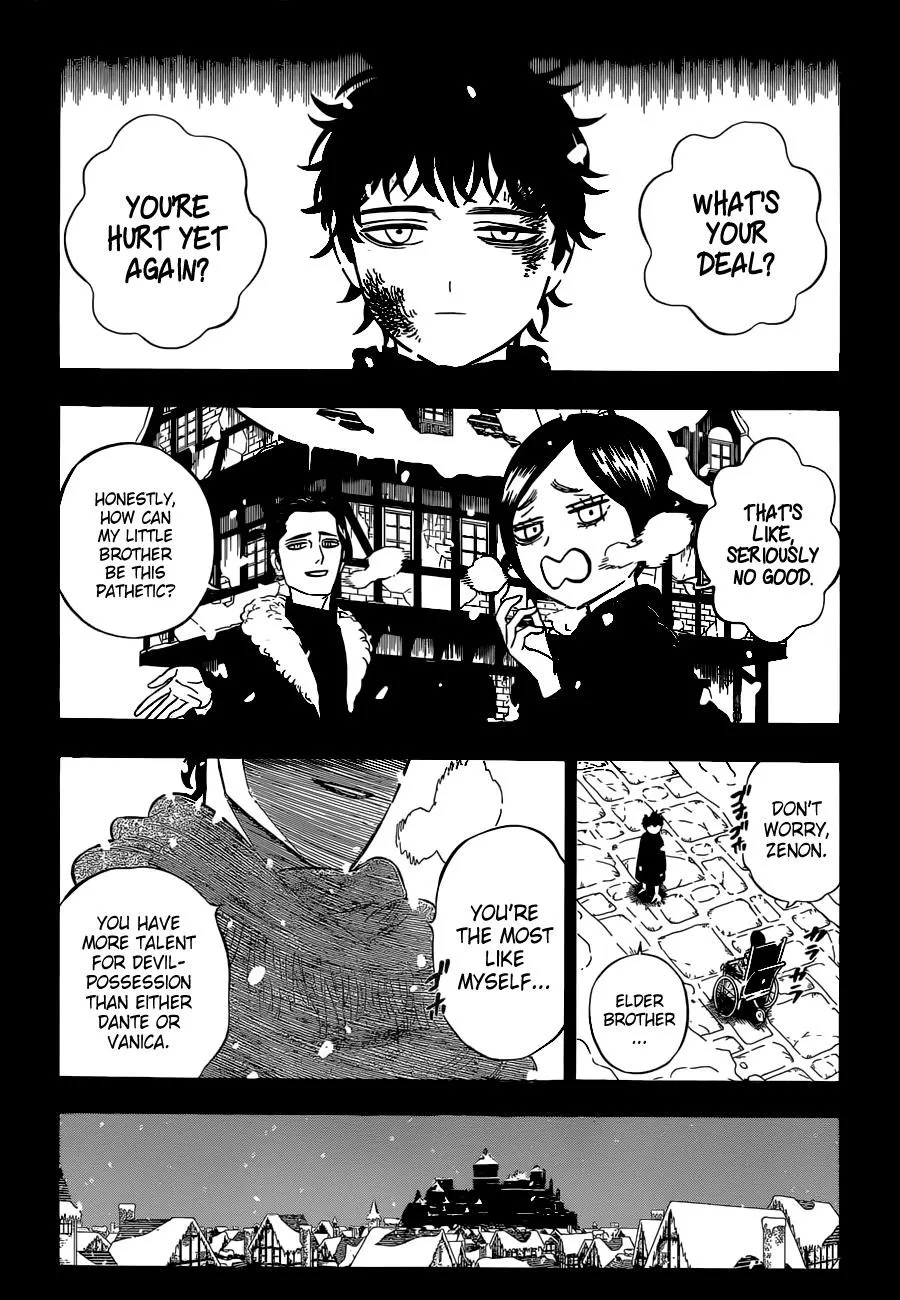 WHAT'S
YOUR
DEAL?
YOU'RE
HURT YET
AGAIN?
THAT'S
LIKE,
SERIOUSLY
NO GOOD.
HONESTLY,
HOW CAN
MY LITTLE
BROTHER
BE THIS
PATHETIC?
DON'T
WORRY,
ZENON.
ELDER
BROTHER
...
YOU'RE
THE MOST
LIKE
MYSELF...
YOU HAVE
MORE TALENT
FOR DEVIL-
POSSESSION
THAN EITHER
DANTE OR
VANICA.